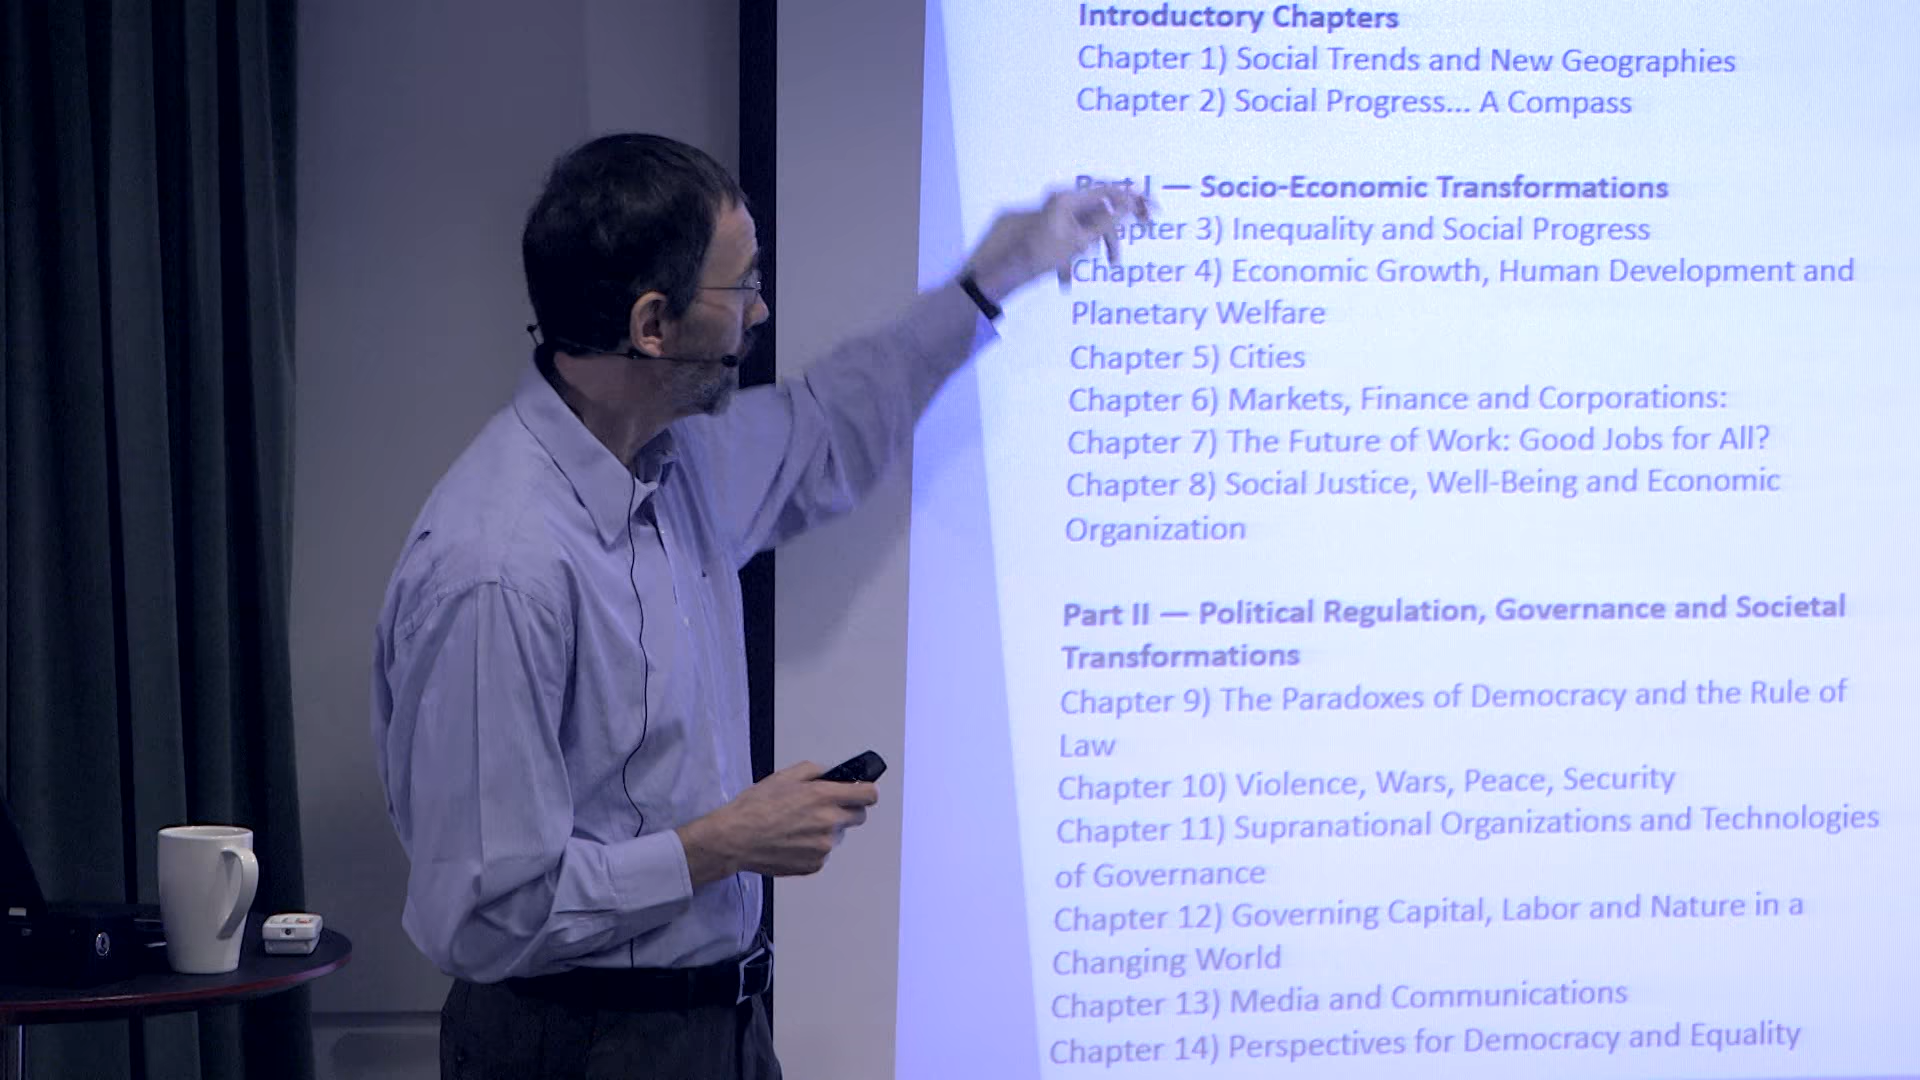 Introductory Chapters
Chapter 1) Social Trends and New Geographies
Chapter 2) Social Progress... A Compass
Part I — Socio-Economic Transformations
Chapter 3) Inequality and Social Progress
Chapter 4) Economic Growth, Human Development and
Planetary Welfare
Chapter 5) Cities
Chapter 6) Markets, Finance and Corporations:
Chapter 7) The Future of Work: Good Jobs for All?
Chapter 8) Social Justice, Well-Being and Economic
Organization
Part II — Political Regulation, Governance and Societal
Transformations
Chapter 9) The Paradoxes of Democracy and the Rule of
Law
Chapter 10) Violence, Wars, Peace, Security
Chapter 11) Supranational Organizations and Technologies
of Governance
Chapter 12) Governing Capital, Labor and Nature in a
Changing World
Chapter 13) Media and Communications
Chapter 14) Perspectives for Democracy and Equality